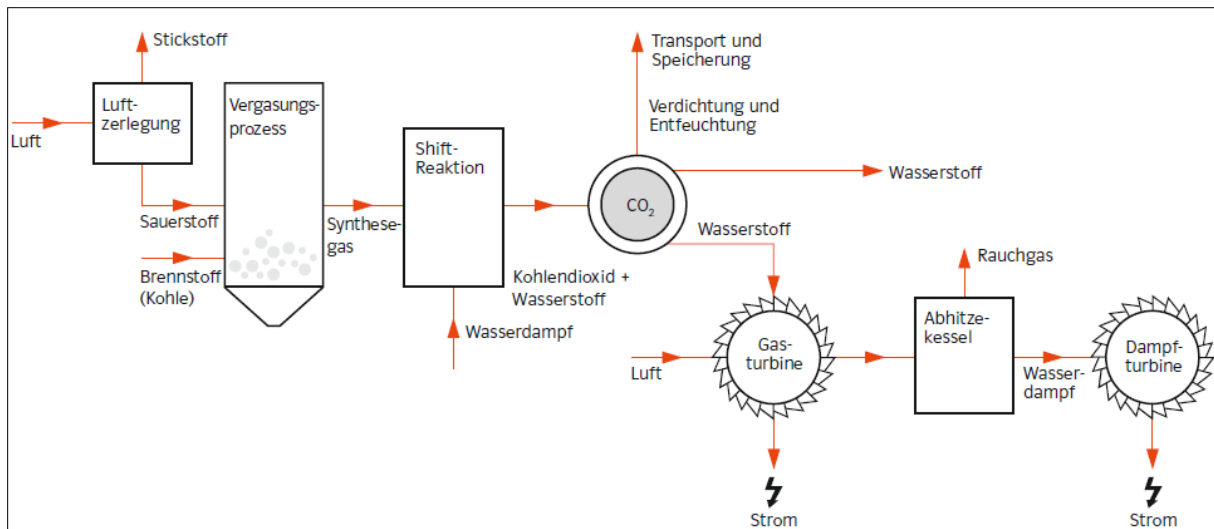 Stickstoff
Luft-
zerlegung
Luft
Sauerstoff
Brennstoff
(Kohle)
Vergasungs-
prozess
Synthese-
gas
Shift-
Reaktion
Wasserdampf
Kohlendioxid +
Wasserstoff
CO₂
Transport und
Speicherung
Verdichtung und
Entfeuchtung
Wasserstoff
Wasserstoff
Luft
Gas-
turbine
Strom
Rauchgas
Abhitze-
kessel
Wasser-
dampf
Dampf-
turbine
Strom